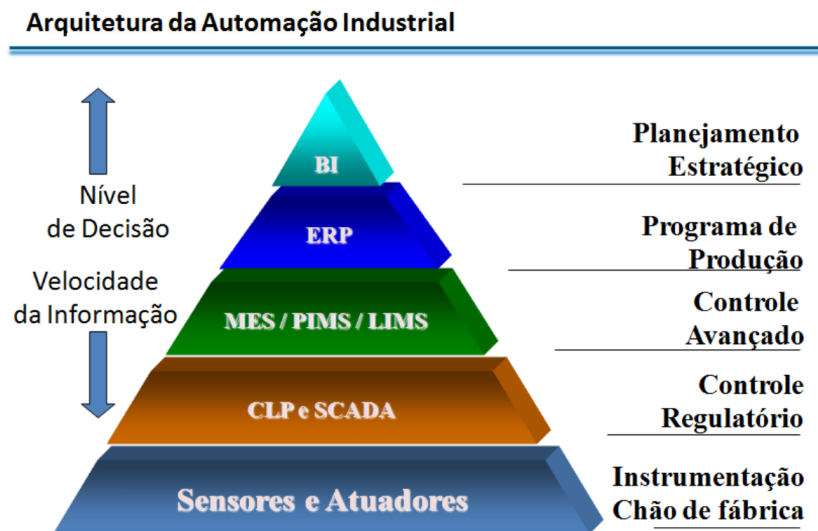 Arquitetura da Automação Industrial
Nível
de Decisão
Velocidade
da Informação
BI
ERP
MES / PIMS / LIMS
CLP e SCADA
Sensores e Atuadores
Planejamento
Estratégico
Programa de
Produção
Controle
Avançado
Controle
Regulatório
Instrumentação
Chão de fábrica